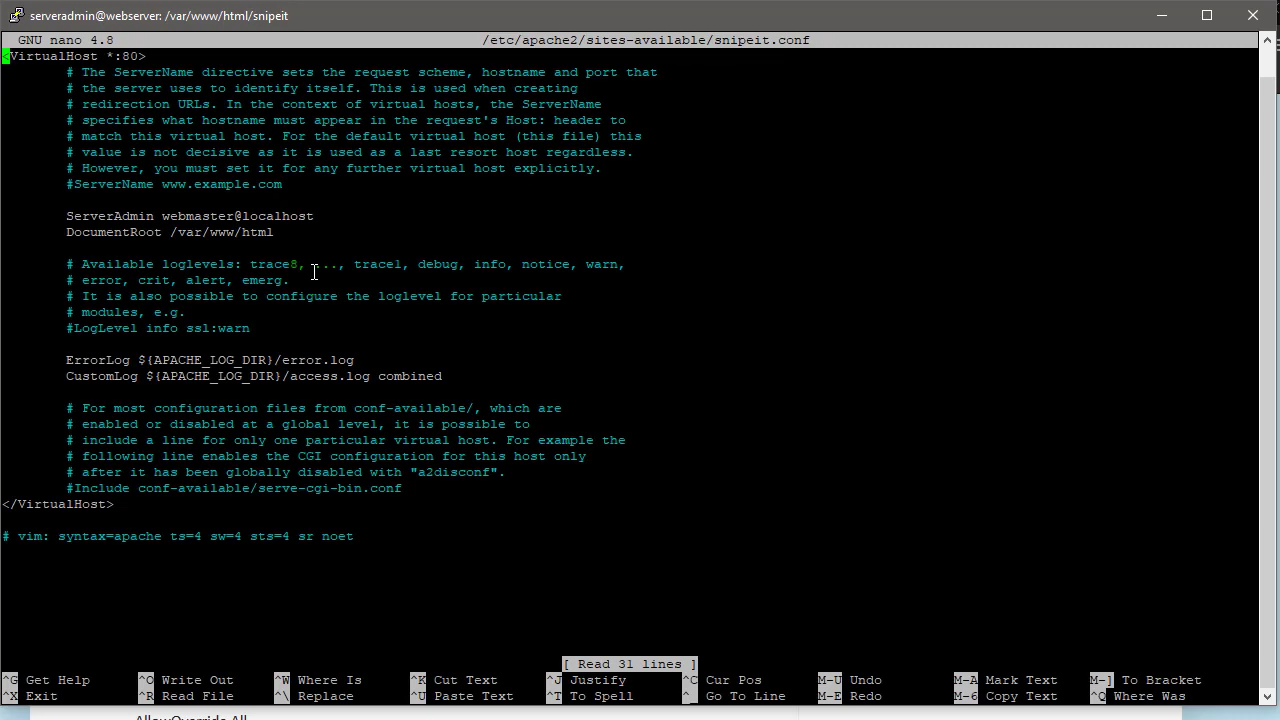 serveradmin@webserver: /var/www/html/snipeit
GNU nano 4.8 /etc/apache2/sites-available/snipeit.conf
<VirtualHost *:80>
# The ServerName directive sets the request scheme, hostname and port that
# the server uses to identify itself. This is used when creating
# redirection URLs. In the context of virtual hosts, the ServerName
# specifies what hostname must appear in the request's Host: header to
# match this virtual host. For the default virtual host (this file) this
# value is not decisive as it is used as a last resort host regardless.
# However, you must set it for any further virtual host explicitly.
#ServerName www.example.com
ServerAdmin webmaster@localhost
DocumentRoot /var/www/html
# Available loglevels: trace8, ..., trace1, debug, info, notice, warn,
# error, crit, alert, emerg.
# It is also possible to configure the loglevel for particular
# modules, e.g.
#LogLevel info ssl:warn
ErrorLog ${APACHE_LOG_DIR}/error.log
CustomLog ${APACHE_LOG_DIR}/access.log combined
# For most configuration files from conf-available/, which are
# enabled or disabled at a global level, it is possible to
# include a line for only one particular virtual host. For example the
# following line enables the CGI configuration for this host only
# after it has been globally disabled with "a2disconf".
#Include conf-available/serve-cgi-bin.conf
</VirtualHost>
# vim: syntax=apache ts=4 sw=4 sts=4 sr noet
[ Read 31 lines ]
^G Get Help ^O Write Out ^W Where Is ^K Cut Text ^J Justify ^C Cur Pos M-U Undo M-A Mark Text M-] To Bracket
^X Exit ^R Read File ^\ Replace ^U Paste Text ^T To Spell ^_ Go To Line M-E Redo M-6 Copy Text ^Q Where Was
AllowOverride All